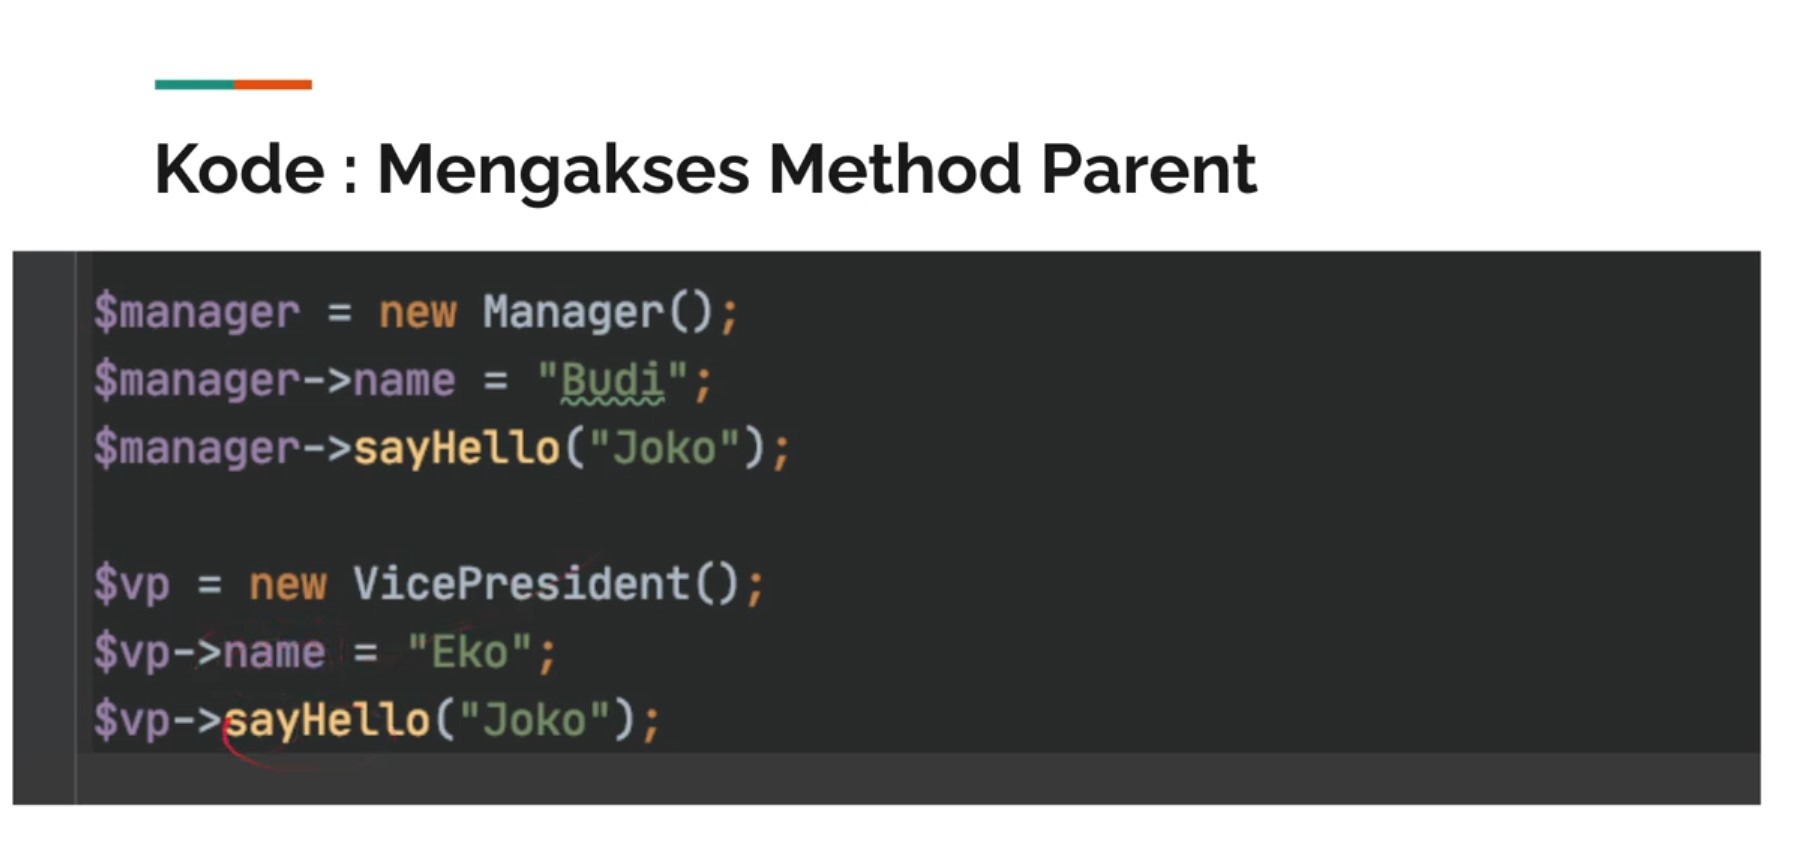 Kode : Mengakses Method Parent
$manager = new Manager();
$manager->name = "Budi";
$manager->sayHello("Joko");
$vp = new VicePresident();
$vp->name = "Eko";
$vp->sayHello("Joko");